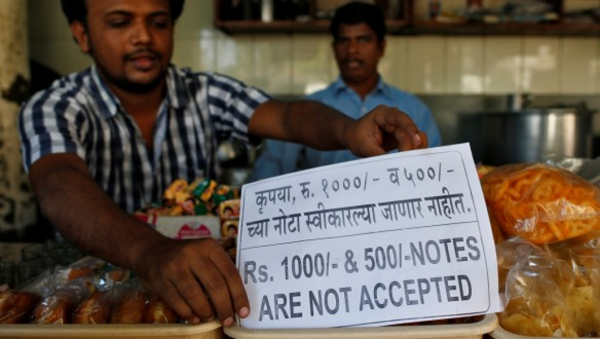 कृपया, रु. १०००/- व ५००/-
च्या नोटा स्वीकारल्या जाणार नाहीत.
Rs. 1000/- & 500/-NOTES
ARE NOT ACCEPTED